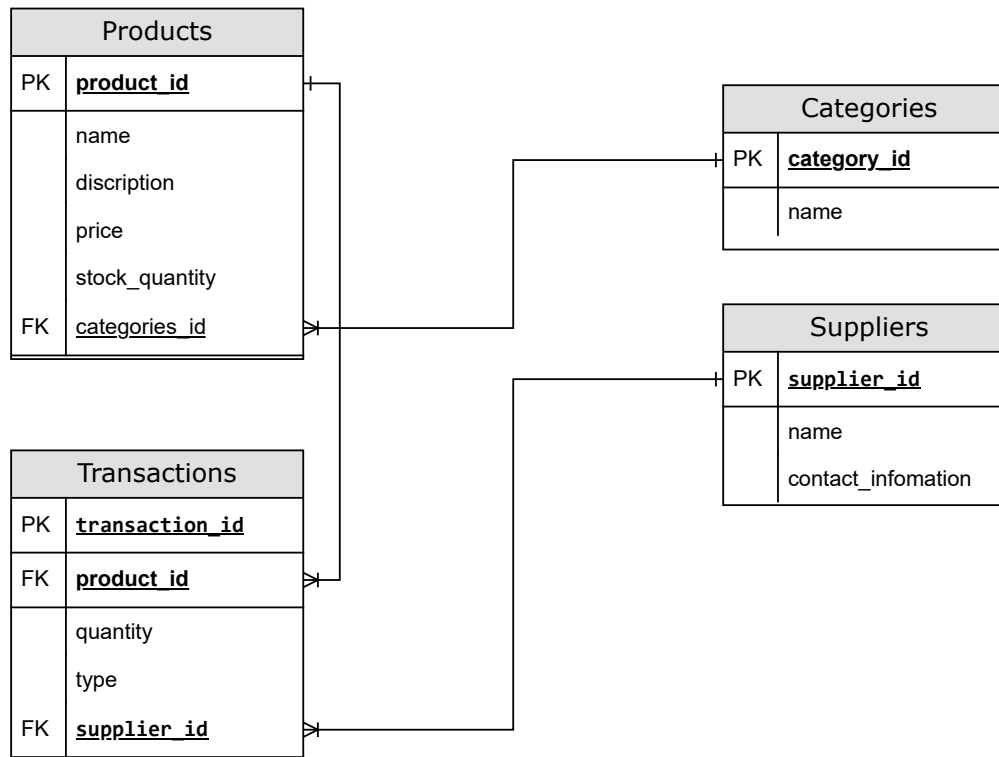 Products
PK product_id
name
discription
price
stock_quantity
FK categories_id
Categories
PK category_id
name
Suppliers
PK supplier_id
name
contact_infomation
Transactions
PK transaction_id
FK product_id
quantity
type
FK supplier_id